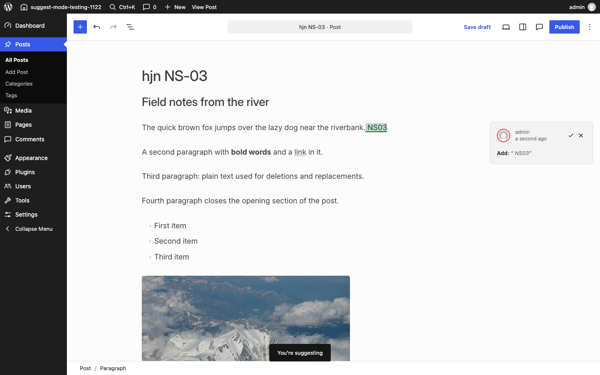 suggest-mode-testing-1122 Ctrl+K 0 New View Post admin
Dashboard
Posts
All Posts
Add Post
Categories
Tags
Media
Pages
Comments
Appearance
Plugins
Users
Tools
Settings
Collapse Menu
hjn NS-03 · Post
Save draft
Publish
hjn NS-03
Field notes from the river
The quick brown fox jumps over the lazy dog near the riverbank. NS03
A second paragraph with bold words and a link in it.
Third paragraph: plain text used for deletions and replacements.
Fourth paragraph closes the opening section of the post.
First item
Second item
Third item
admin
a second ago
Add: " NS03"
You're suggesting
Post / Paragraph